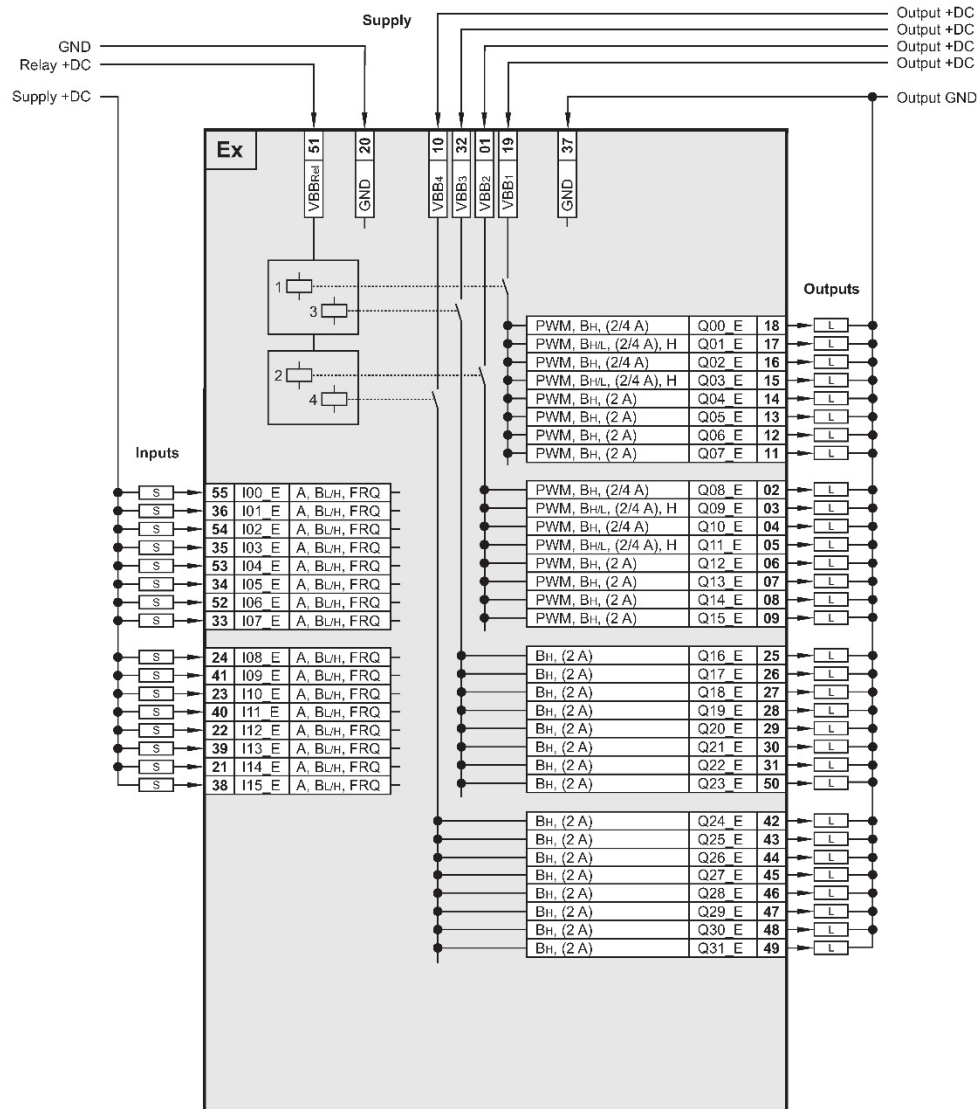 Supply
Output +DC
Output +DC
Output +DC
Output +DC
GND
Relay +DC
Supply +DC
Output GND
Ex
51 VBBRel
20 GND
10 VBB4
32 VBB3
01 VBB2
19 VBB1
37 GND
1
3
2
4
Outputs
PWM, BH, (2/4 A) Q00_E 18 L
PWM, BH/L, (2/4 A), H Q01_E 17 L
PWM, BH, (2/4 A) Q02_E 16 L
PWM, BH/L, (2/4 A), H Q03_E 15 L
PWM, BH, (2 A) Q04_E 14 L
PWM, BH, (2 A) Q05_E 13 L
PWM, BH, (2 A) Q06_E 12 L
PWM, BH, (2 A) Q07_E 11 L
Inputs
S 55 I00_E A, BL/H, FRQ
S 36 I01_E A, BL/H, FRQ
S 54 I02_E A, BL/H, FRQ
S 35 I03_E A, BL/H, FRQ
S 53 I04_E A, BL/H, FRQ
S 34 I05_E A, BL/H, FRQ
S 52 I06_E A, BL/H, FRQ
S 33 I07_E A, BL/H, FRQ
PWM, BH, (2/4 A) Q08_E 02 L
PWM, BH/L, (2/4 A), H Q09_E 03 L
PWM, BH, (2/4 A) Q10_E 04 L
PWM, BH/L, (2/4 A), H Q11_E 05 L
PWM, BH, (2 A) Q12_E 06 L
PWM, BH, (2 A) Q13_E 07 L
PWM, BH, (2 A) Q14_E 08 L
PWM, BH, (2 A) Q15_E 09 L
S 24 I08_E A, BL/H, FRQ
S 41 I09_E A, BL/H, FRQ
S 23 I10_E A, BL/H, FRQ
S 40 I11_E A, BL/H, FRQ
S 22 I12_E A, BL/H, FRQ
S 39 I13_E A, BL/H, FRQ
S 21 I14_E A, BL/H, FRQ
S 38 I15_E A, BL/H, FRQ
BH, (2 A) Q16_E 25 L
BH, (2 A) Q17_E 26 L
BH, (2 A) Q18_E 27 L
BH, (2 A) Q19_E 28 L
BH, (2 A) Q20_E 29 L
BH, (2 A) Q21_E 30 L
BH, (2 A) Q22_E 31 L
BH, (2 A) Q23_E 50 L
BH, (2 A) Q24_E 42 L
BH, (2 A) Q25_E 43 L
BH, (2 A) Q26_E 44 L
BH, (2 A) Q27_E 45 L
BH, (2 A) Q28_E 46 L
BH, (2 A) Q29_E 47 L
BH, (2 A) Q30_E 48 L
BH, (2 A) Q31_E 49 L